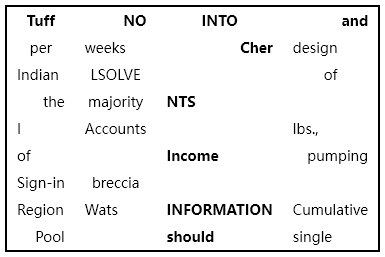 Tuff NO INTO and
per weeks Cher design
Indian LSOLVE of
the majority NTS
I Accounts lbs.,
of Income pumping
Sign-in breccia
Region Wats INFORMATION Cumulative
Pool should single